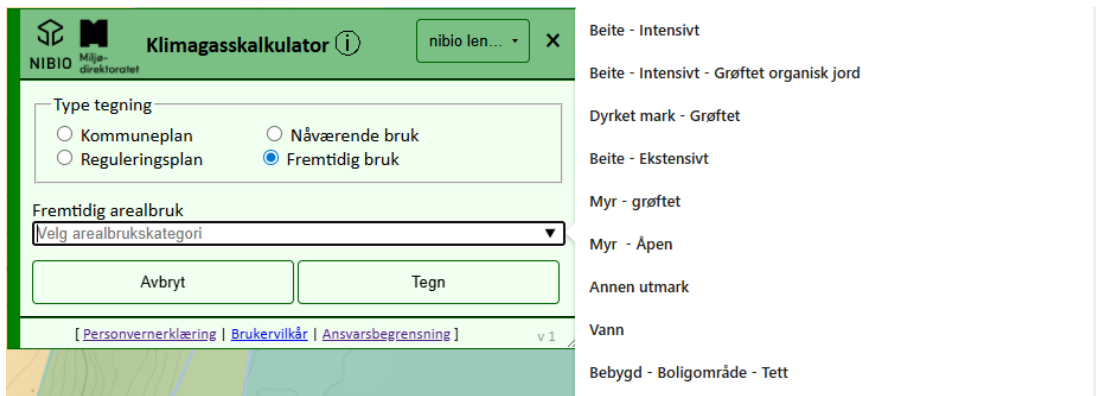 NIBIO
Miljø-
direktoratet
Klimagasskalkulator ⓘ
nibio len...
×
Type tegning
Kommuneplan
Nåværende bruk
Reguleringsplan
Fremtidig bruk
Fremtidig arealbruk
Velg arealbrukskategori
Avbryt
Tegn
[ Personvernerklæring | Brukervilkår | Ansvarsbegrensning ]
v 1
Beite - Intensivt
Beite - Intensivt - Grøftet organisk jord
Dyrket mark - Grøftet
Beite - Ekstensivt
Myr - grøftet
Myr - Åpen
Annen utmark
Vann
Bebygd - Boligområde - Tett